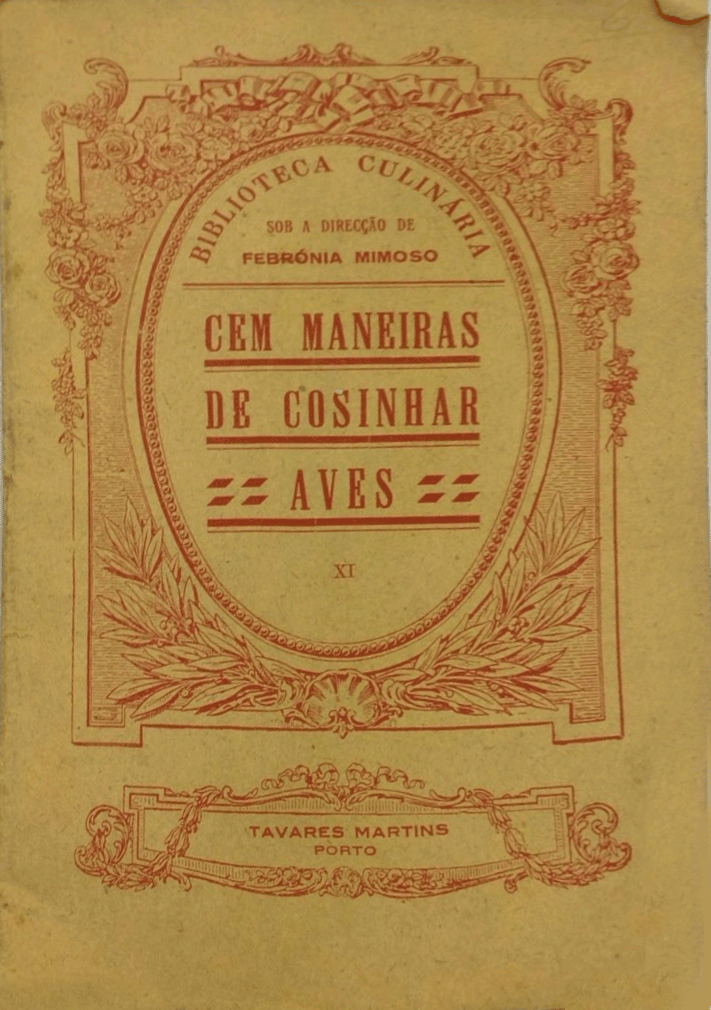 BIBLIOTECA CULINÁRIA
SOB A DIRECÇÃO DE
FEBRÓNIA MIMOSO
CEM MANEIRAS
DE COSINHAR
AVES
XI
TAVARES MARTINS
PORTO